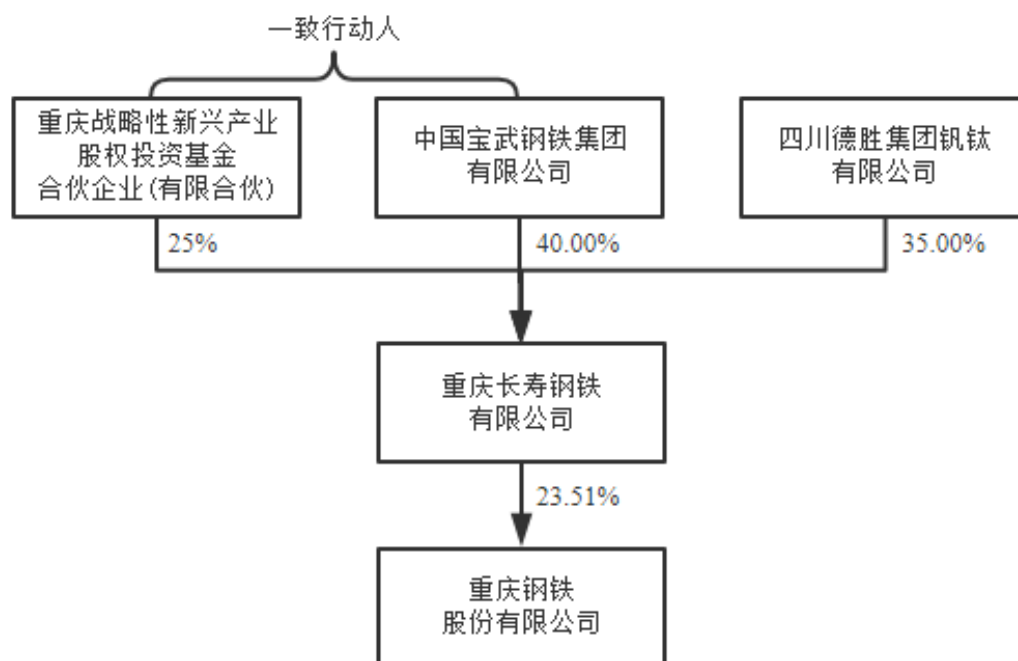 一致行动人
重庆战略性新兴产业
股权投资基金
合伙企业(有限合伙)
中国宝武钢铁集团
有限公司
四川德胜集团钒钛
有限公司
25%
40.00%
35.00%
重庆长寿钢铁
有限公司
23.51%
重庆钢铁
股份有限公司